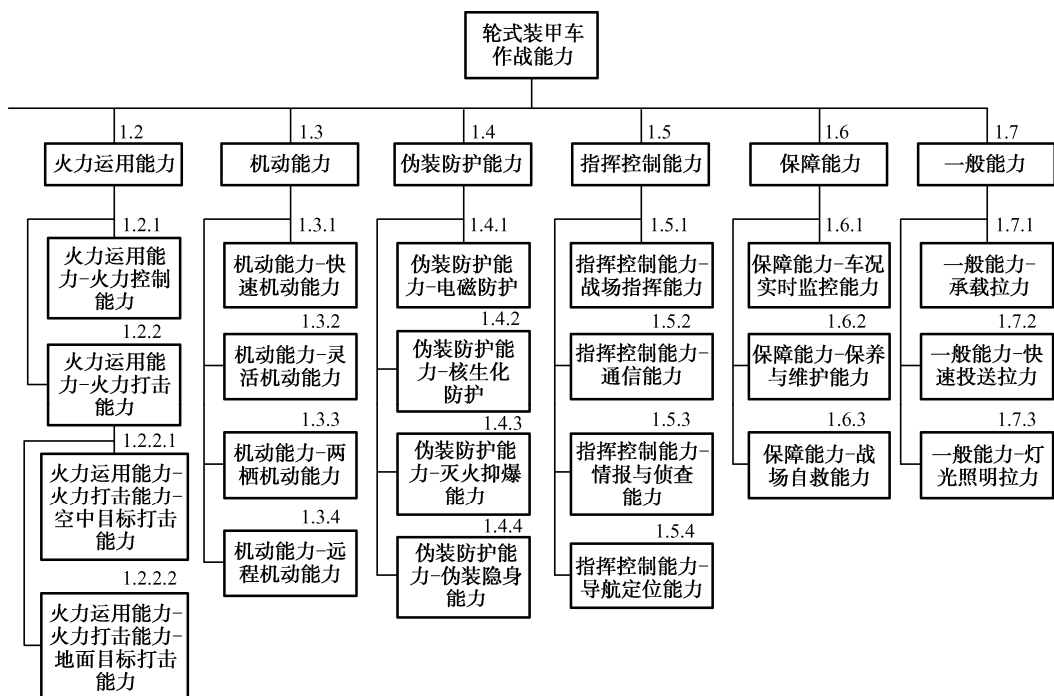 轮式装甲车
作战能力
1.2
火力运用能力
1.3
机动能力
1.4
伪装防护能力
1.5
指挥控制能力
1.6
保障能力
1.7
一般能力
1.2.1
火力运用能
力-火力控制
能力
1.2.2
火力运用能
力-火力打击
能力
1.2.2.1
火力运用能力-
火力打击能力-
空中目标打击
能力
1.2.2.2
火力运用能力-
火力打击能力-
地面目标打击
能力
1.3.1
机动能力-快
速机动能力
1.3.2
机动能力-灵
活机动能力
1.3.3
机动能力-两
栖机动能力
1.3.4
机动能力-远
程机动能力
1.4.1
伪装防护能
力-电磁防护
1.4.2
伪装防护能
力-核生化
防护
1.4.3
伪装防护能
力-灭火抑爆
能力
1.4.4
伪装防护能
力-伪装隐身
能力
1.5.1
指挥控制能力-
战场指挥能力
1.5.2
指挥控制能力-
通信能力
1.5.3
指挥控制能力-
情报与侦查
能力
1.5.4
指挥控制能力-
导航定位能力
1.6.1
保障能力-车况
实时监控能力
1.6.2
保障能力-保养
与维护能力
1.6.3
保障能力-战
场自救能力
1.7.1
一般能力-
承载拉力
1.7.2
一般能力-快
速投送拉力
1.7.3
一般能力-灯
光照明拉力